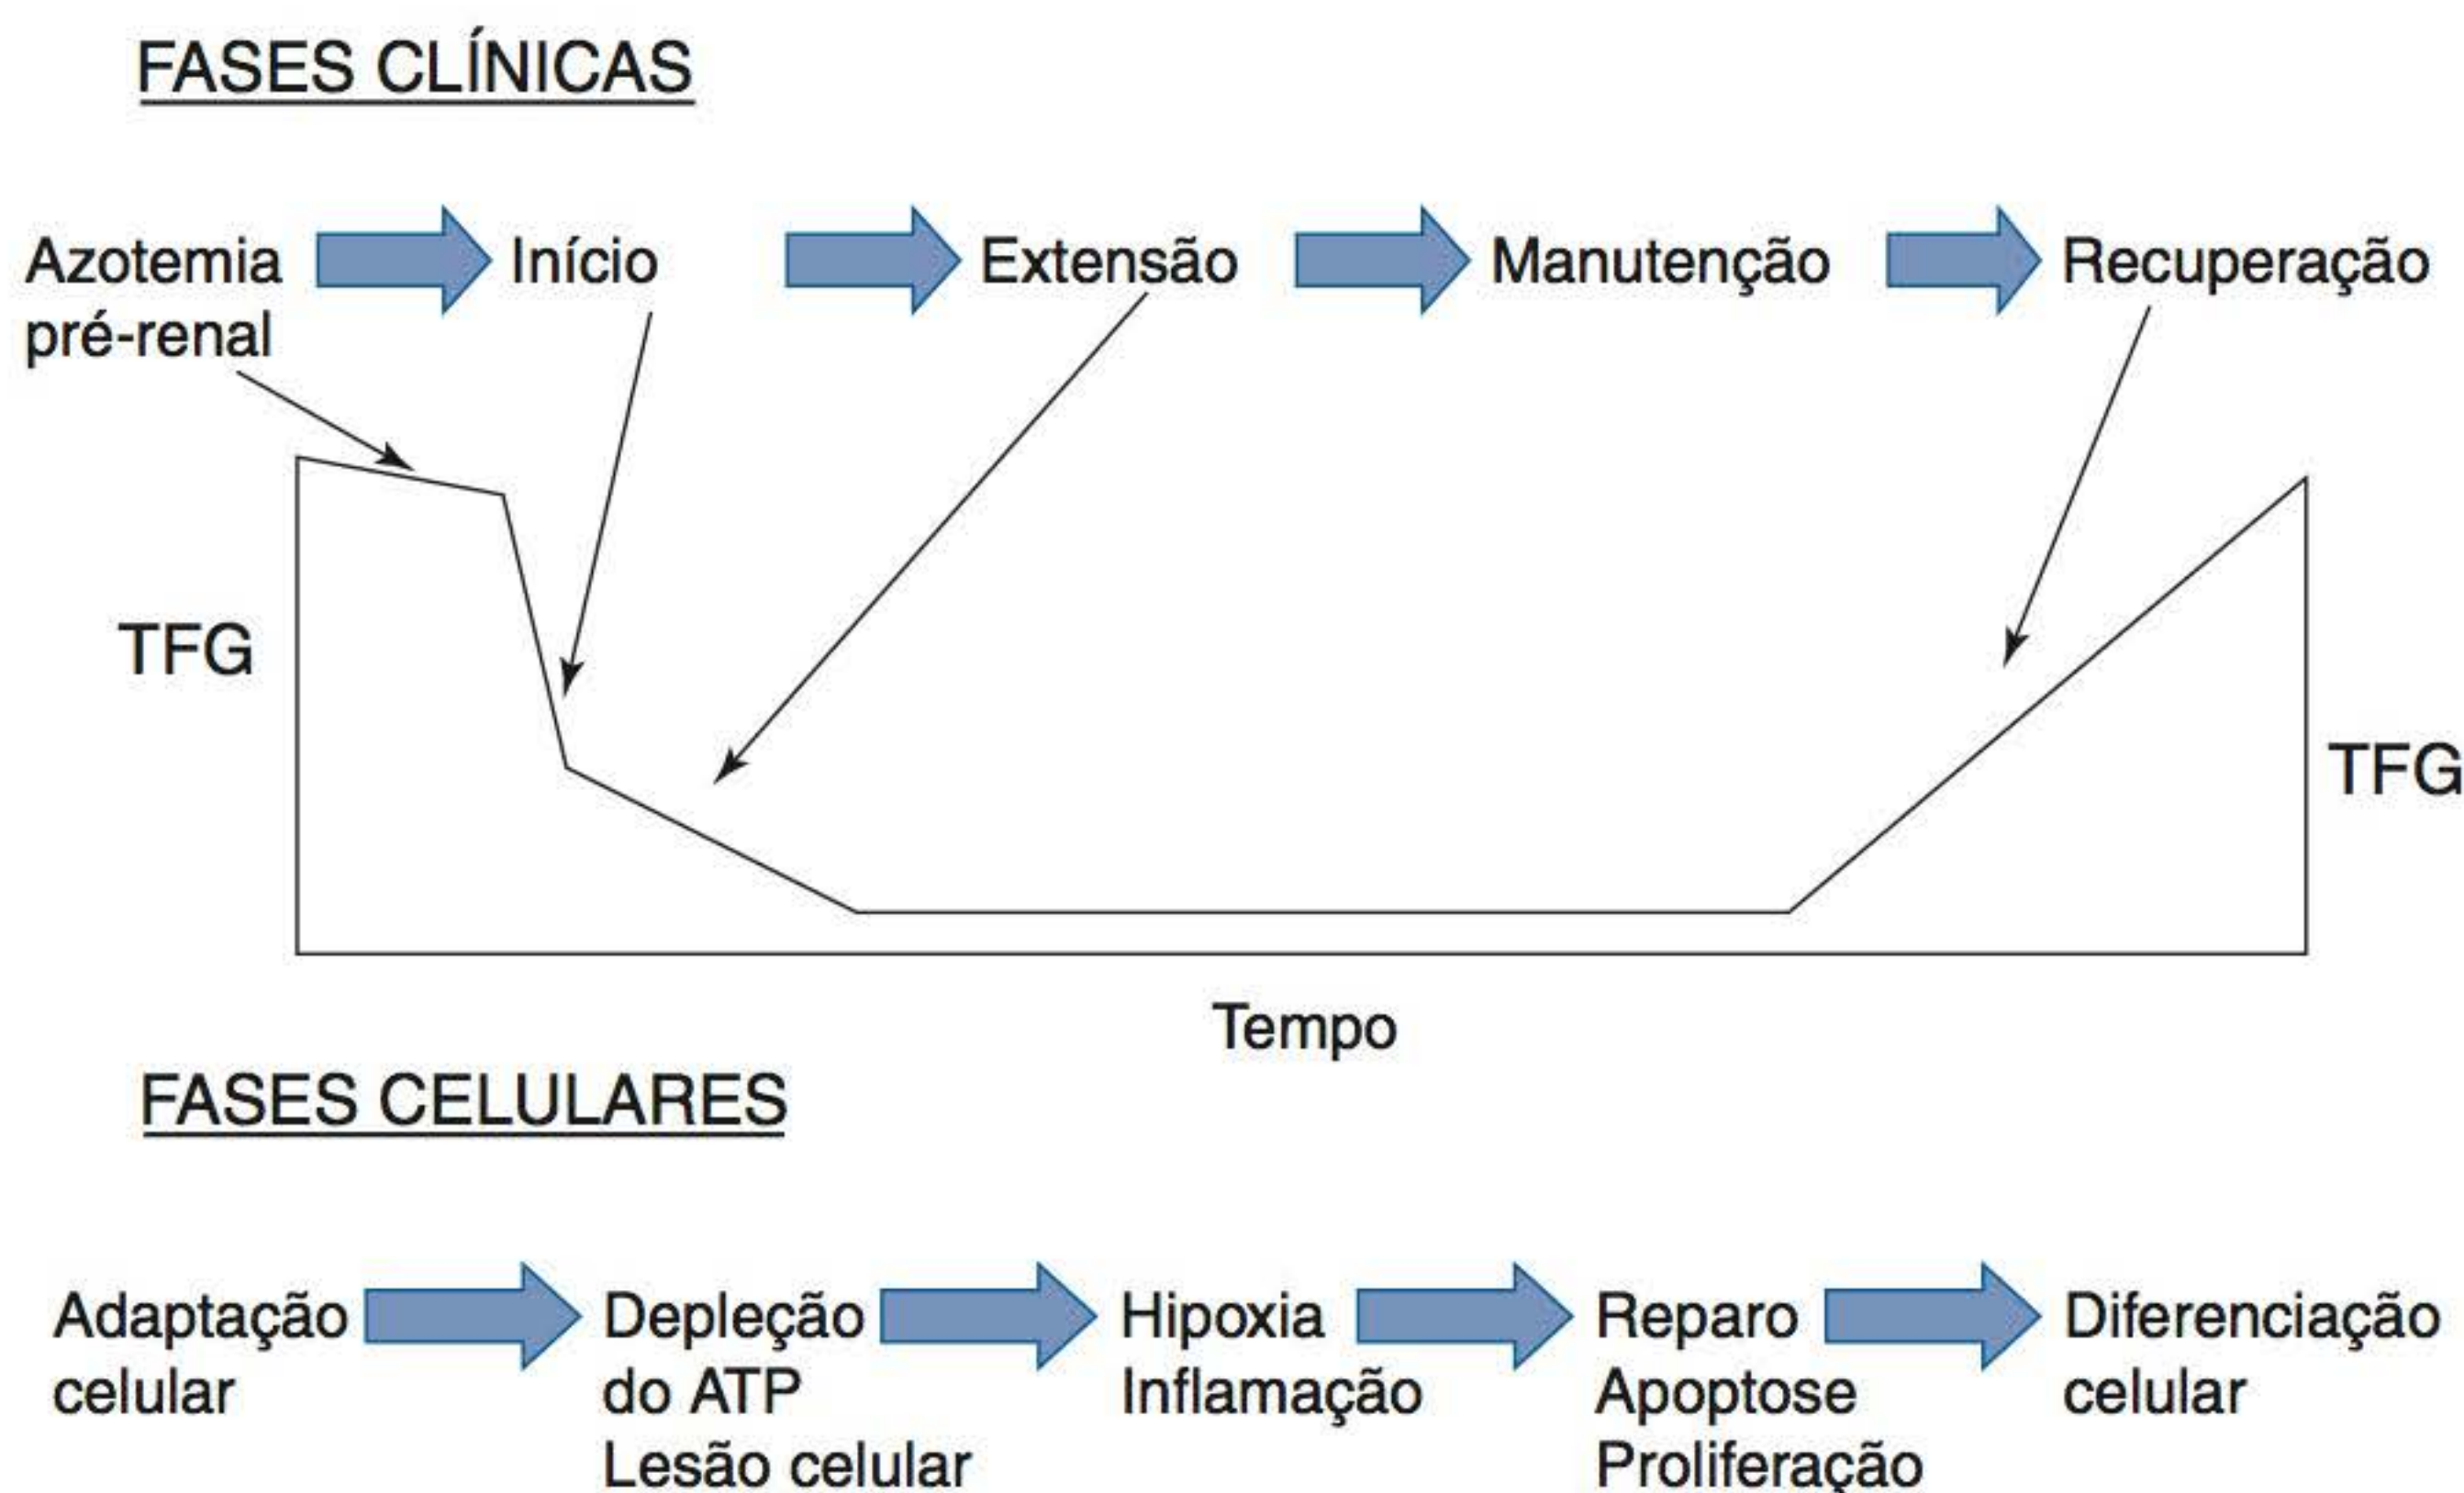 FASES CLÍNICAS
Azotemia
pré-renal
Início
Extensão
Manutenção
Recuperação
TFG
TFG
Tempo
FASES CELULARES
Adaptação
celular
Depleção
do ATP
Lesão celular
Hipoxia
Inflamação
Reparo
Apoptose
Proliferação
Diferenciação
celular